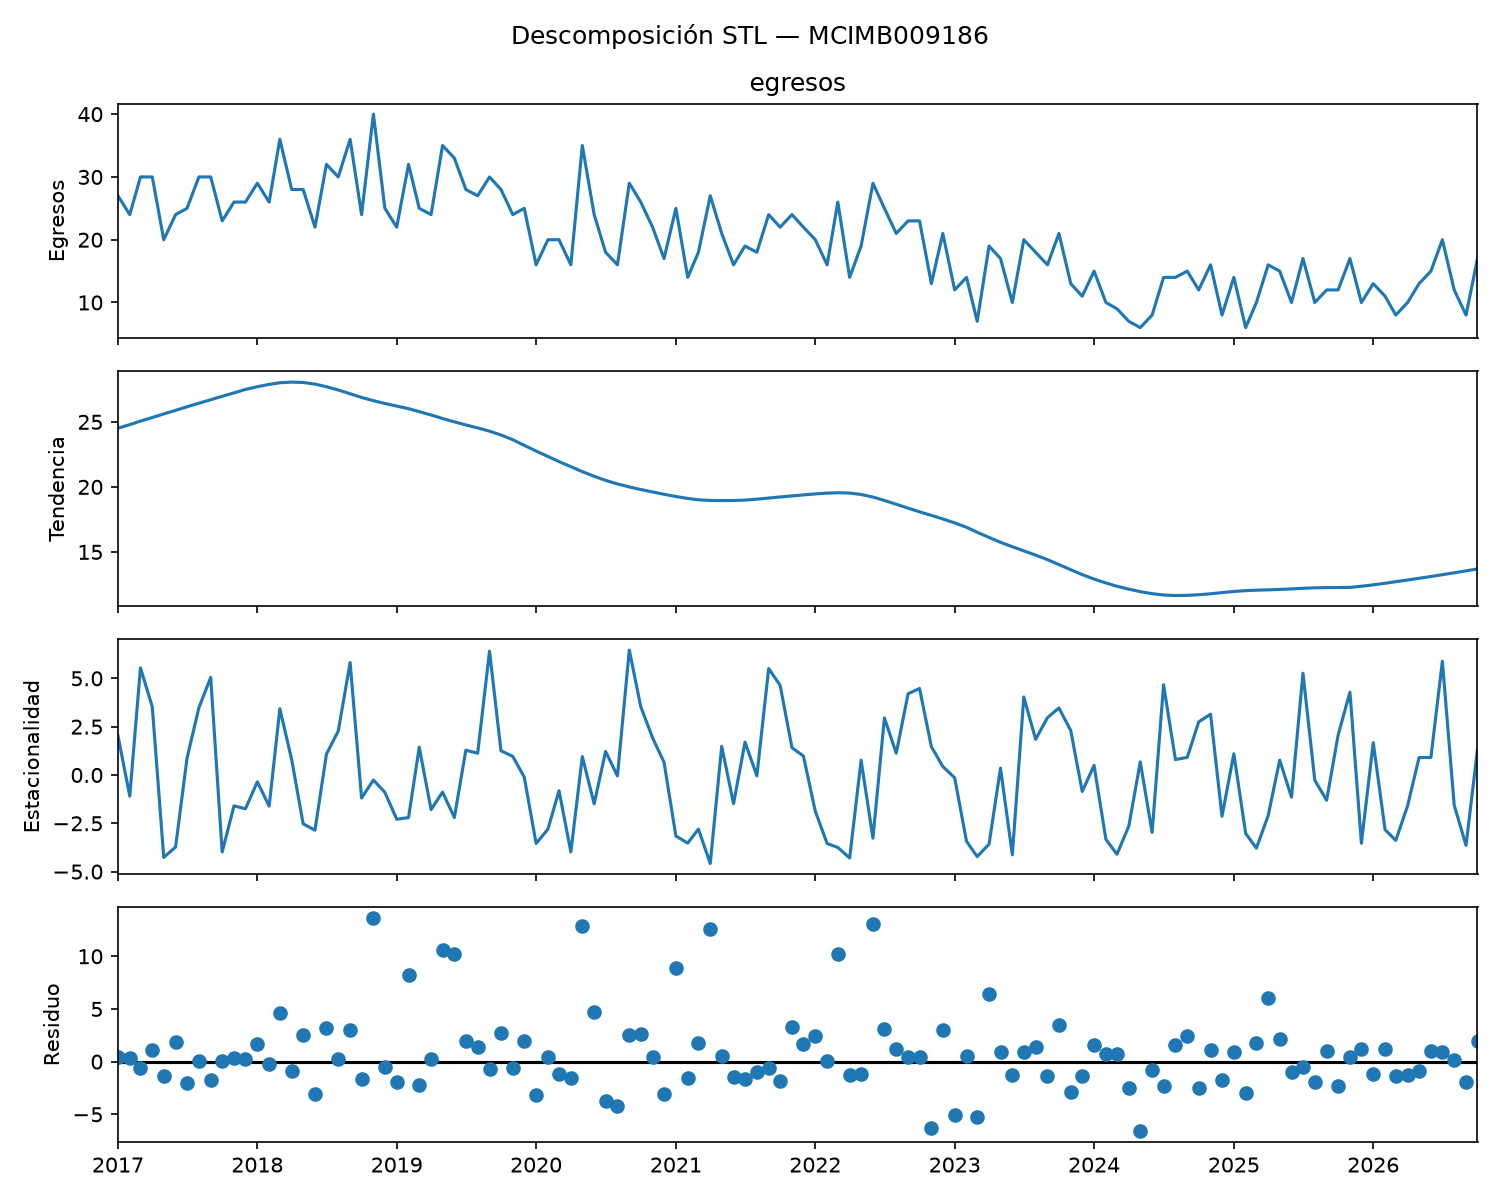 Descomposición STL — MCIMB009186
egresos
Egresos
40
30
20
10
Tendencia
25
20
15
Estacionalidad
5.0
2.5
0.0
−2.5
−5.0
Residuo
10
5
0
−5
2017 2018 2019 2020 2021 2022 2023 2024 2025 2026